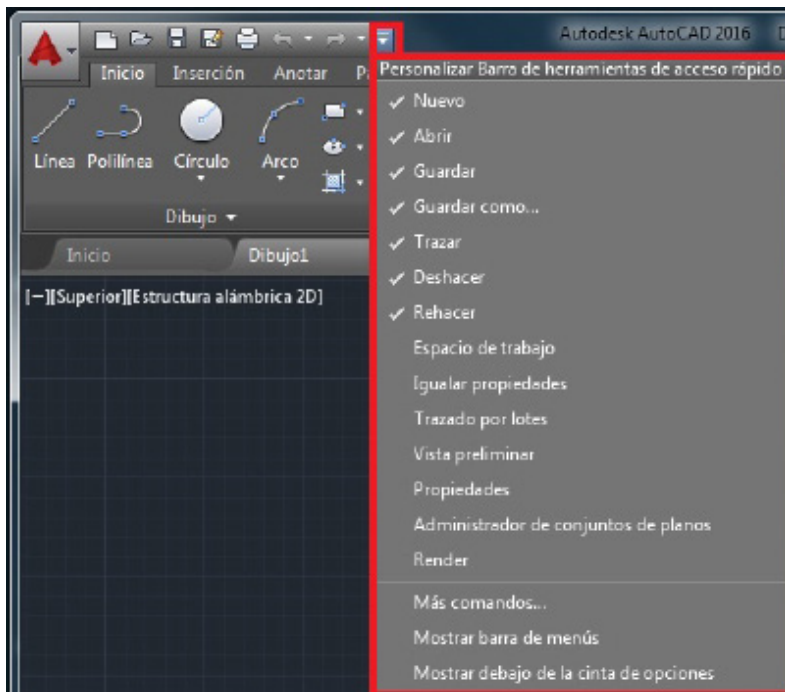 Autodesk AutoCAD 2016
Inicio Inserción Anotar
Personalizar Barra de herramientas de acceso rápido
Línea Polilínea Círculo Arco
Dibujo
Inicio Dibujo1
[−][Superior][Estructura alámbrica 2D]
Nuevo
Abrir
Guardar
Guardar como...
Trazar
Deshacer
Rehacer
Espacio de trabajo
Igualar propiedades
Trazado por lotes
Vista preliminar
Propiedades
Administrador de conjuntos de planos
Render
Más comandos...
Mostrar barra de menús
Mostrar debajo de la cinta de opciones